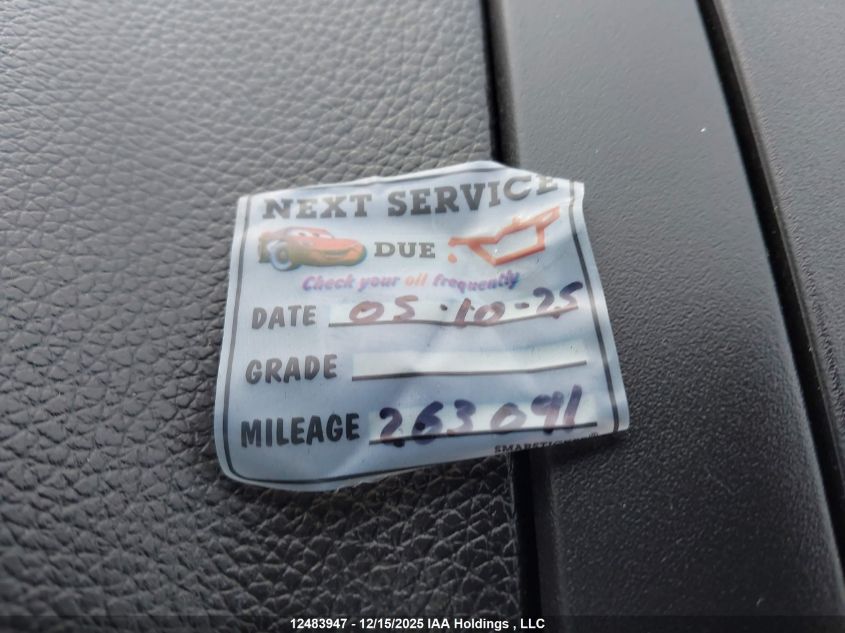 NEXT SERVICE
DUE
Check your oil frequently
DATE 05-10-25
GRADE
MILEAGE 263091
12483947 - 12/15/2025 IAA Holdings , LLC